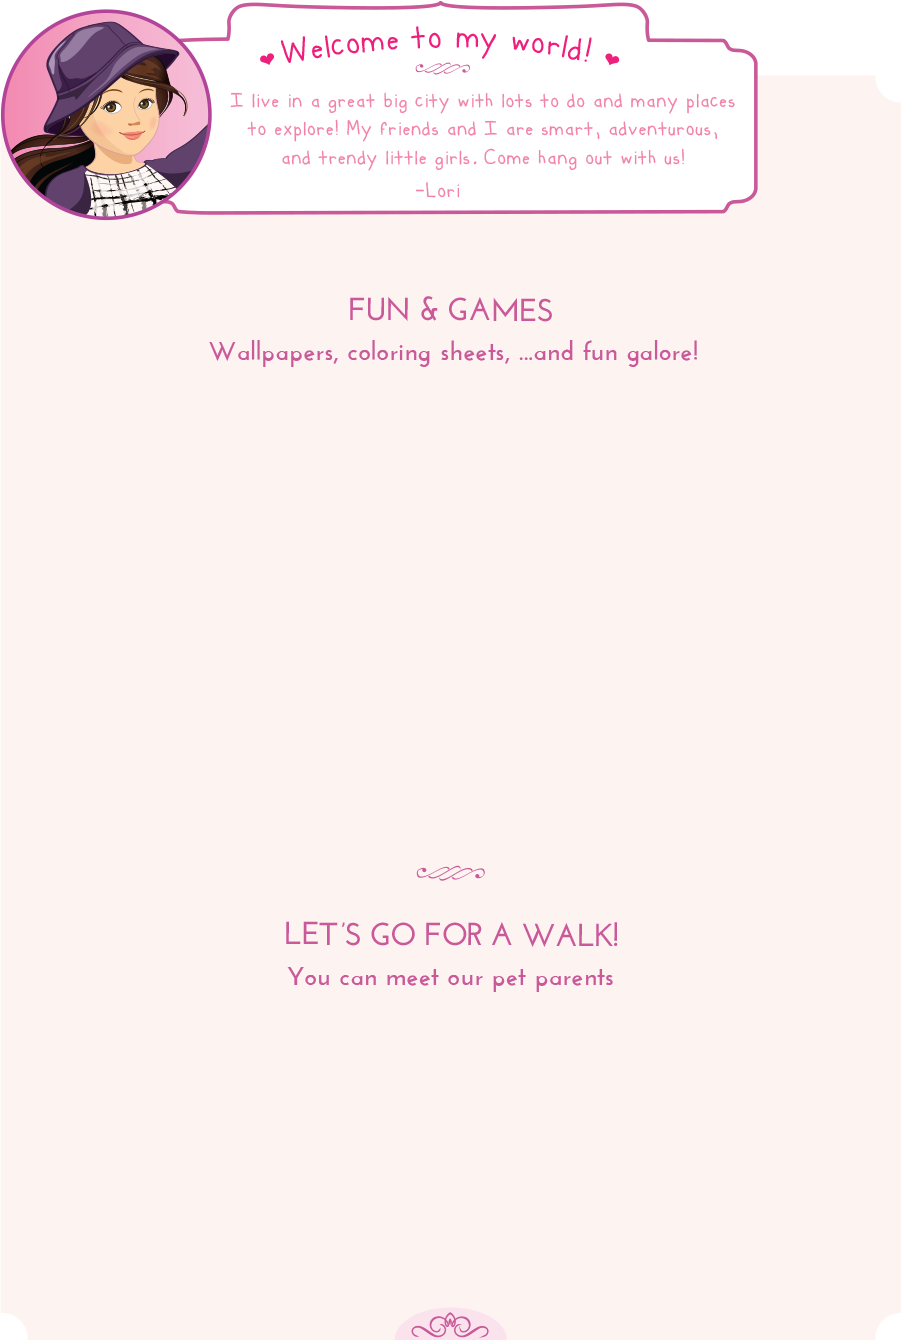 Welcome to my world!
I live in a great big city with lots to do and many places
to explore! My friends and I are smart, adventurous,
and trendy little girls. Come hang out with us!
-Lori
FUN & GAMES
Wallpapers, coloring sheets, ...and fun galore!
LET'S GO FOR A WALK!
You can meet our pet parents